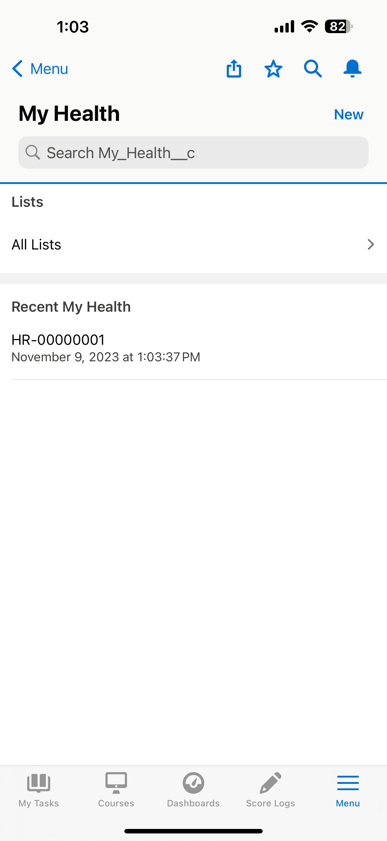 1:03
82
Menu
My Health
New
Search My_Health__c
Lists
All Lists
Recent My Health
HR-00000001
November 9, 2023 at 1:03:37 PM
My Tasks
Courses
Dashboards
Score Logs
Menu